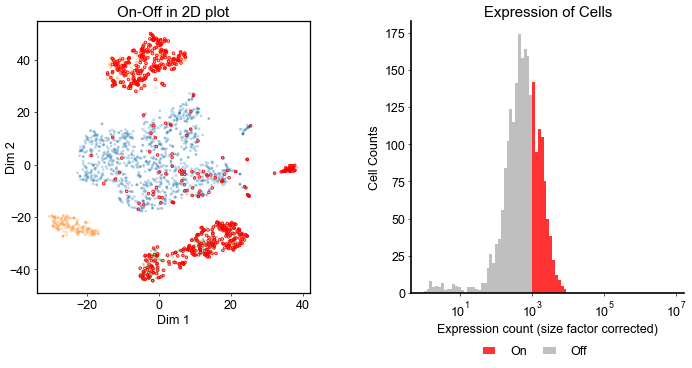 On-Off in 2D plot
40
20
0
−20
−40
Dim 2
−20
0
20
40
Dim 1
Expression of Cells
175
150
125
100
75
50
25
0
Cell Counts
10^1
10^3
10^5
10^7
Expression count (size factor corrected)
On
Off